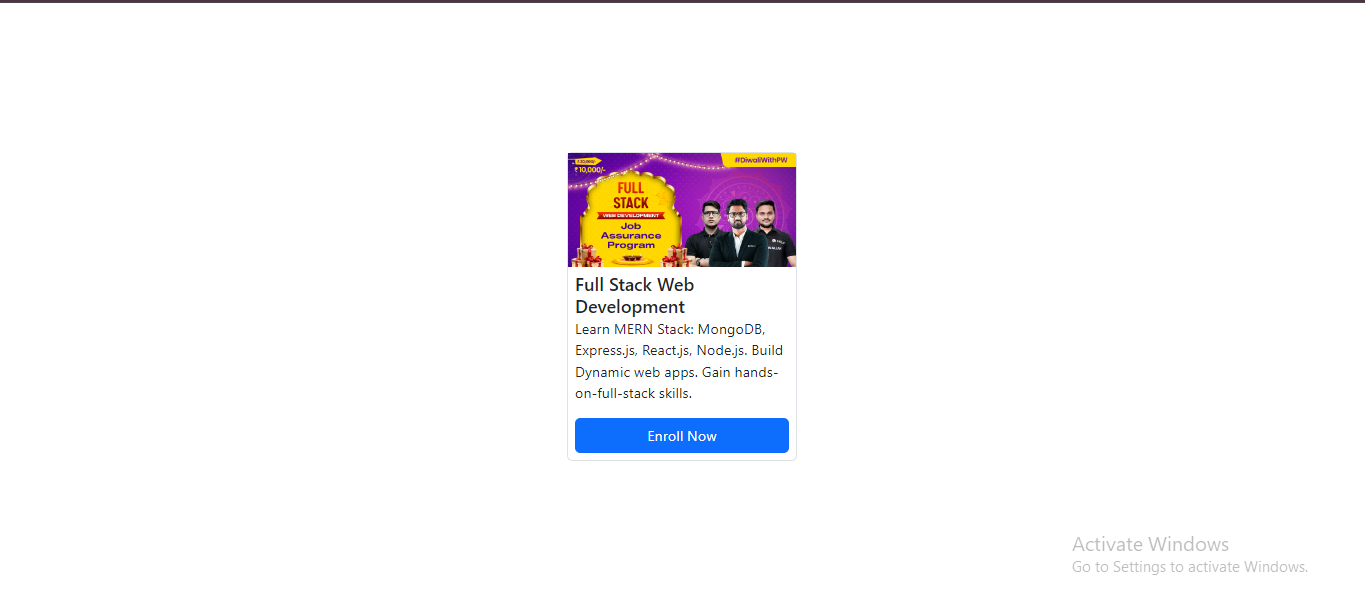 ₹10,000/-
#DiwaliWithPW
FULL
STACK
WEB DEVELOPMENT
Job
Assurance
Program
Full Stack Web
Development
Learn MERN Stack: MongoDB,
Express.js, React.js, Node.js. Build
Dynamic web apps. Gain hands-
on-full-stack skills.
Enroll Now
Activate Windows
Go to Settings to activate Windows.